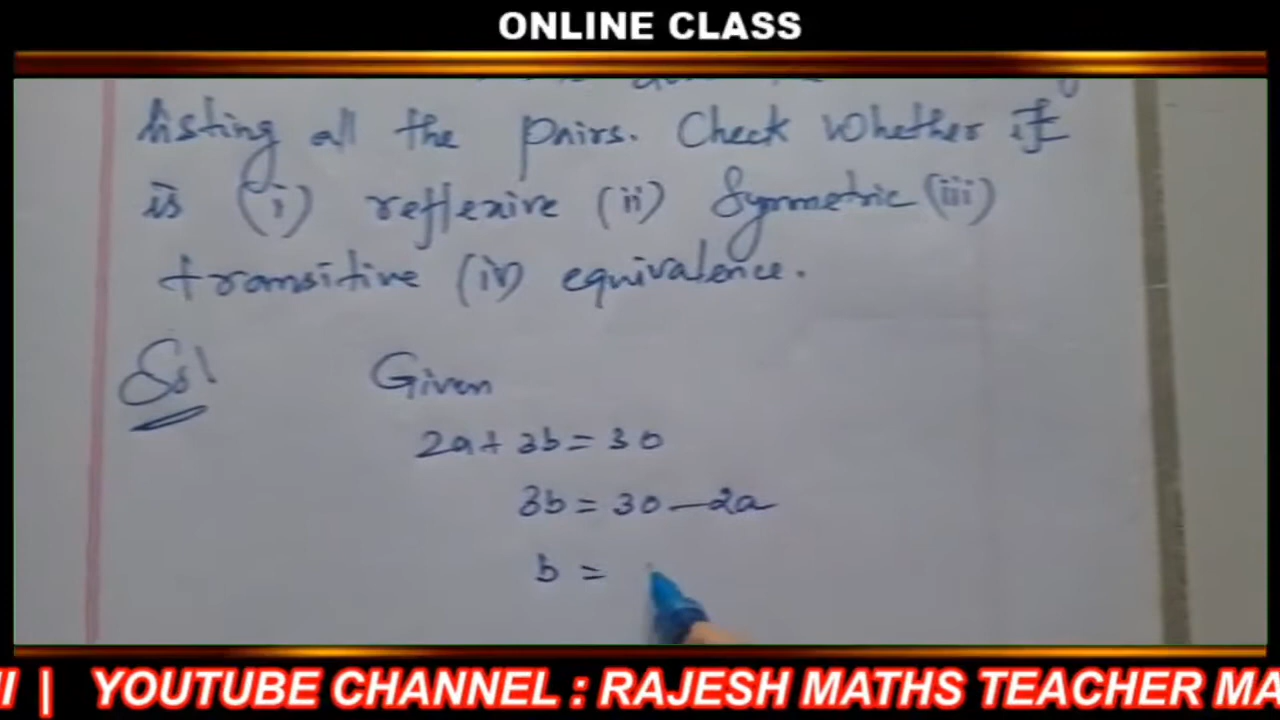 ONLINE CLASS
listing all the pairs. Check whether it
is (i) reflexive (ii) Symmetric (iii)
transitive (iv) equivalence.
Sol
Given
2a + 3b = 30
3b = 30 - 2a
b =
| YOUTUBE CHANNEL : RAJESH MATHS TEACHER MA